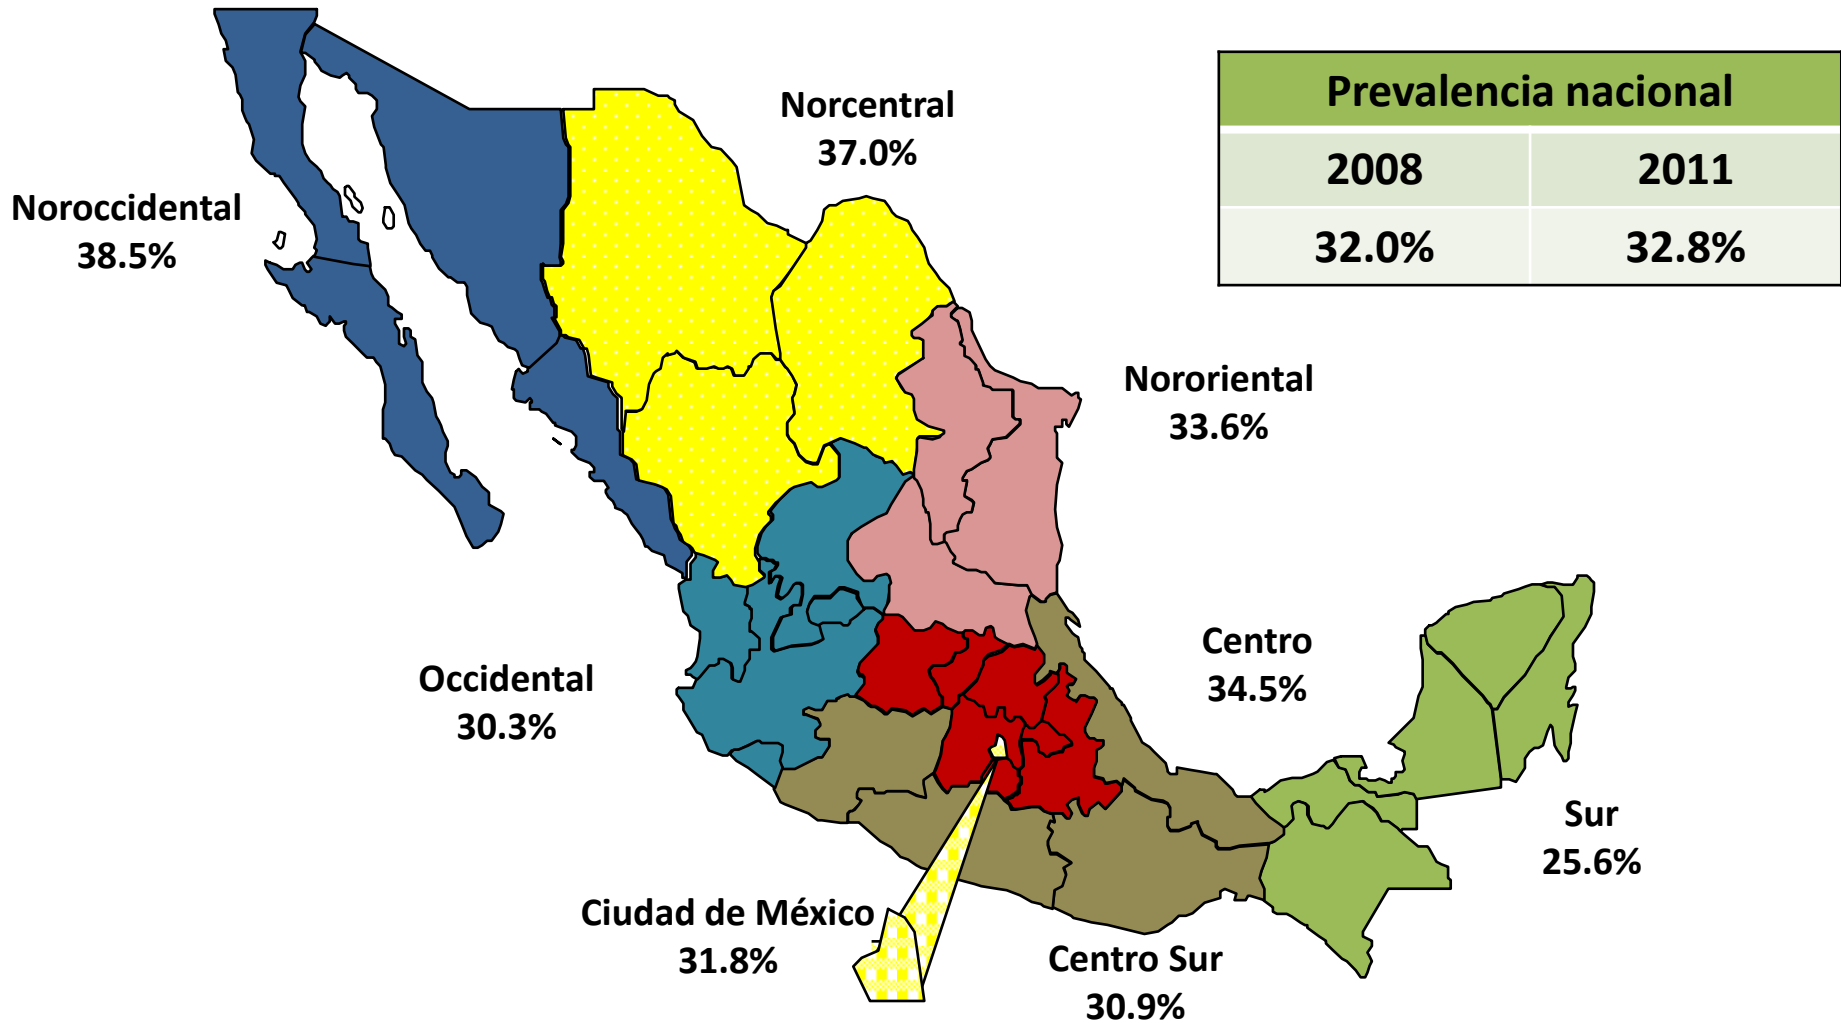 Prevalencia nacional
2008 2011
32.0% 32.8%
Norcentral
37.0%
Noroccidental
38.5%
Nororiental
33.6%
Centro
34.5%
Occidental
30.3%
Sur
25.6%
Ciudad de México
31.8%
Centro Sur
30.9%